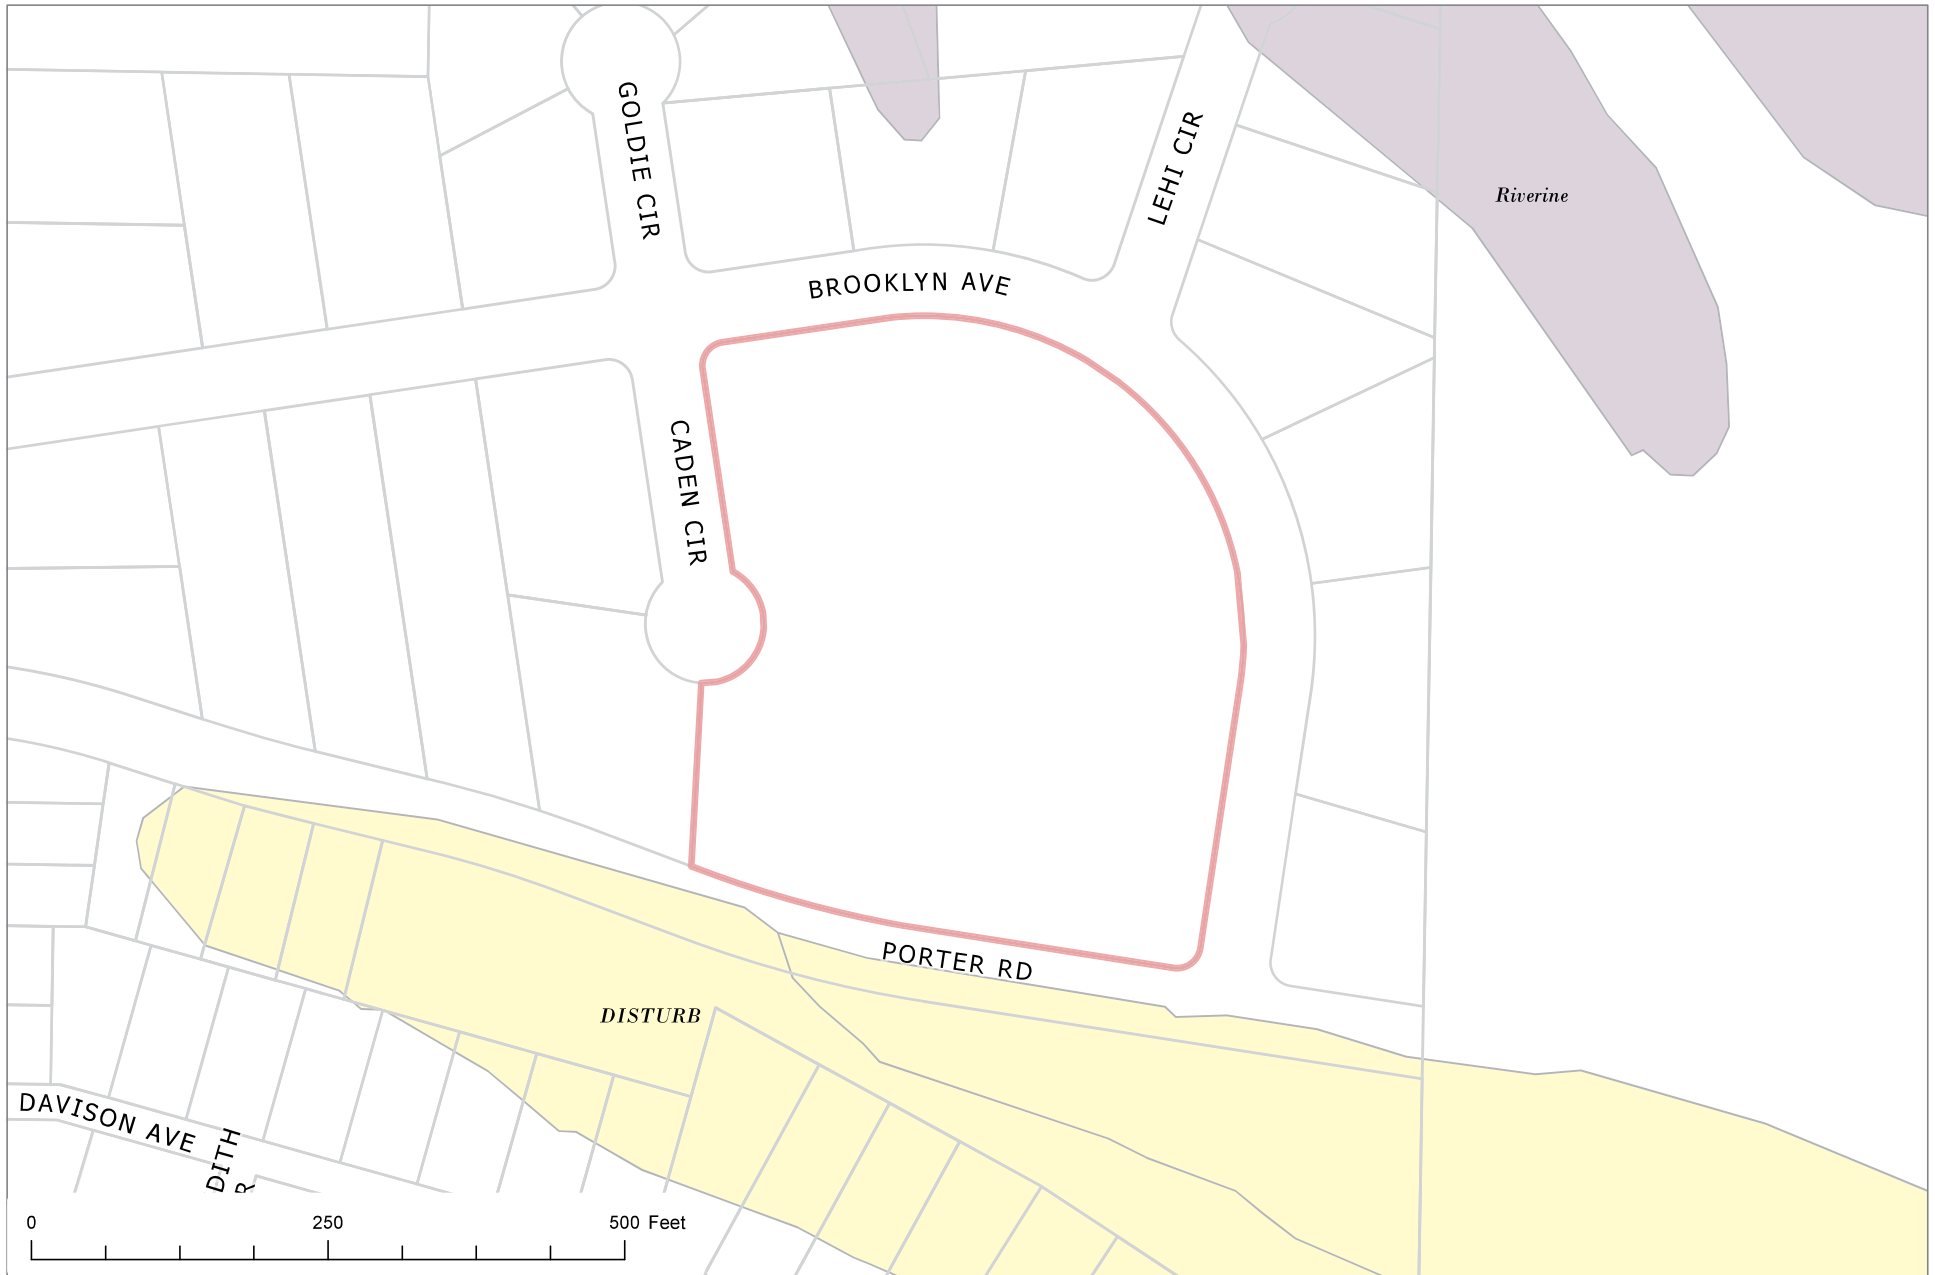 GOLDIE CIR
LEHI CIR
Riverine
BROOKLYN AVE
CADEN CIR
PORTER RD
DISTURB
DAVISON AVE
DITH
R
0 250 500 Feet